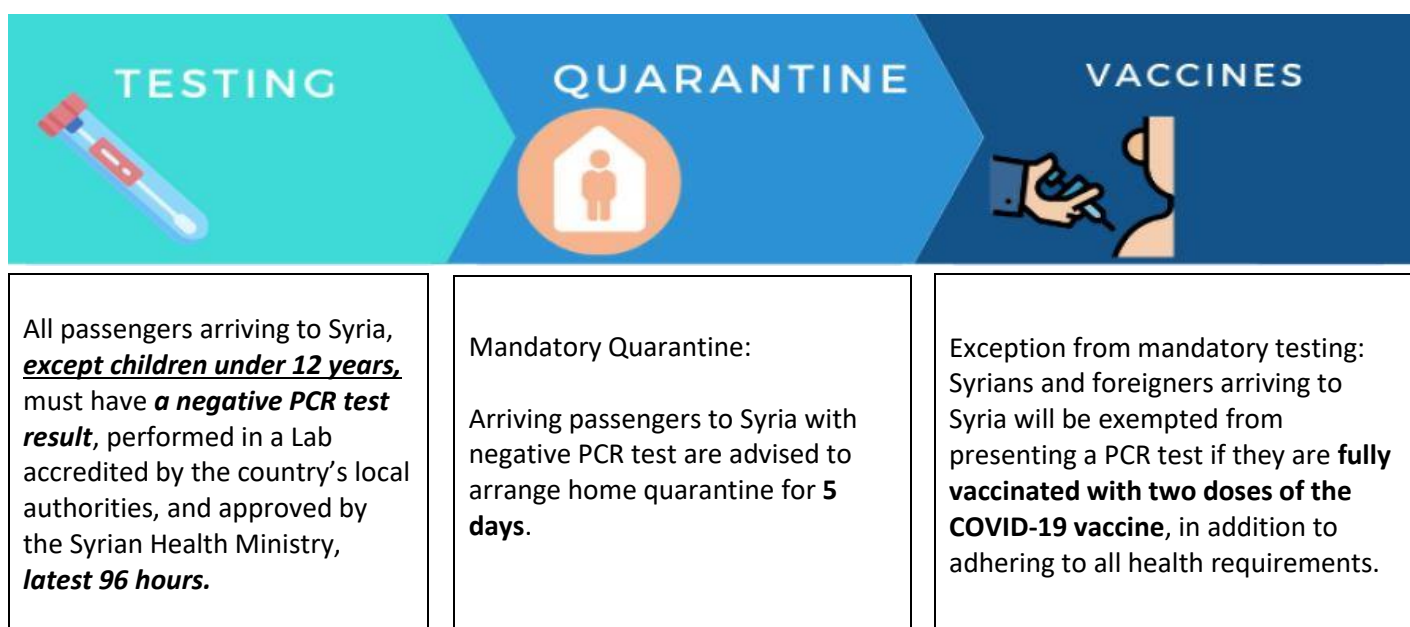 TESTING
QUARANTINE
VACCINES
All passengers arriving to Syria,
except children under 12 years,
must have a negative PCR test
result, performed in a Lab
accredited by the country’s local
authorities, and approved by
the Syrian Health Ministry,
latest 96 hours.
Mandatory Quarantine:
Arriving passengers to Syria with
negative PCR test are advised to
arrange home quarantine for 5
days.
Exception from mandatory testing:
Syrians and foreigners arriving to
Syria will be exempted from
presenting a PCR test if they are fully
vaccinated with two doses of the
COVID-19 vaccine, in addition to
adhering to all health requirements.